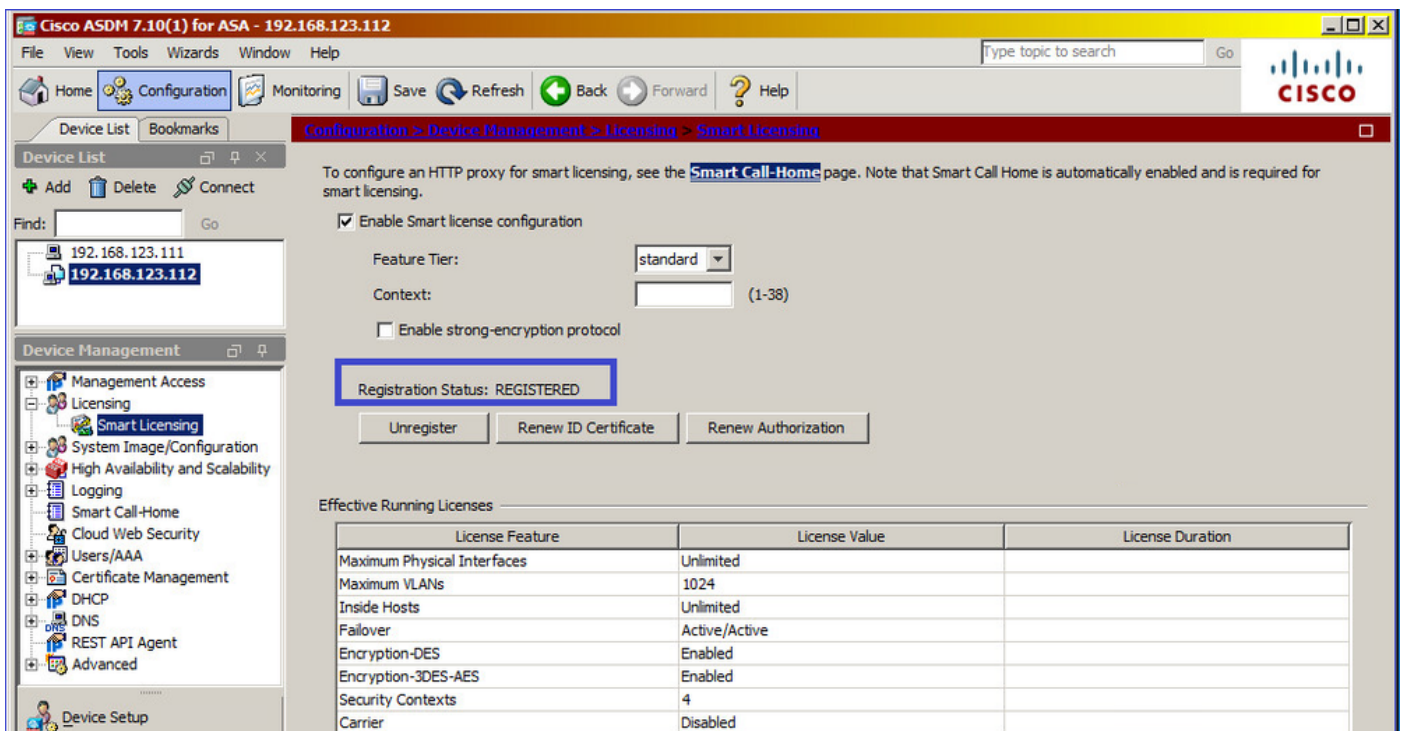 Cisco ASDM 7.10(1) for ASA - 192.168.123.112
File View Tools Wizards Window Help
Type topic to search Go
Home Configuration Monitoring Save Refresh Back Forward Help
CISCO
Device List Bookmarks
Device List
Add Delete Connect
Find: Go
192.168.123.111
192.168.123.112
Device Management
Management Access
Licensing
Smart Licensing
System Image/Configuration
High Availability and Scalability
Logging
Smart Call-Home
Cloud Web Security
Users/AAA
Certificate Management
DHCP
DNS
DNS
REST API Agent
Advanced
Device Setup
Configuration > Device Management > Licensing > Smart Licensing
To configure an HTTP proxy for smart licensing, see the Smart Call-Home page. Note that Smart Call Home is automatically enabled and is required for
smart licensing.
Enable Smart license configuration
Feature Tier: standard
Context: (1-38)
Enable strong-encryption protocol
Registration Status: REGISTERED
Unregister Renew ID Certificate Renew Authorization
Effective Running Licenses
License Feature License Value License Duration
Maximum Physical Interfaces Unlimited
Maximum VLANs 1024
Inside Hosts Unlimited
Failover Active/Active
Encryption-DES Enabled
Encryption-3DES-AES Enabled
Security Contexts 4
Carrier Disabled